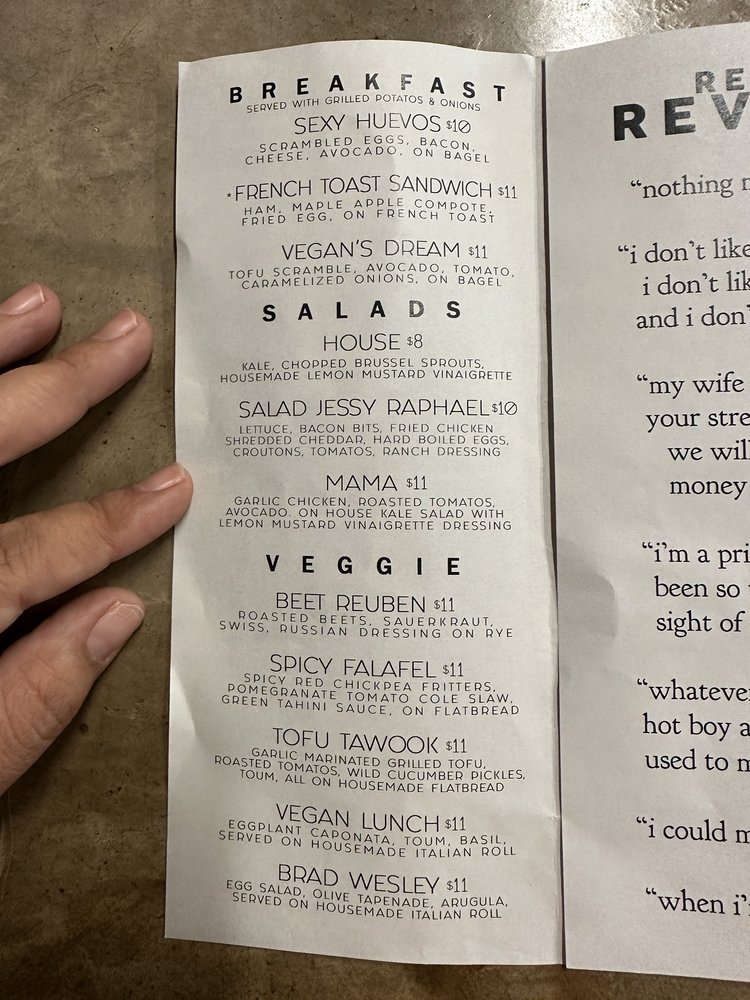 BREAKFAST
SERVED WITH GRILLED POTATOS & ONIONS
SEXY HUEVOS $10
SCRAMBLED EGGS, BACON,
CHEESE, AVOCADO, ON BAGEL
*FRENCH TOAST SANDWICH $11
HAM, MAPLE APPLE COMPOTE,
FRIED EGG, ON FRENCH TOAST
VEGAN'S DREAM $11
TOFU SCRAMBLE, AVOCADO, TOMATO,
CARAMELIZED ONIONS, ON BAGEL
SALADS
HOUSE $8
KALE, CHOPPED BRUSSEL SPROUTS,
HOUSEMADE LEMON MUSTARD VINAIGRETTE
SALAD JESSY RAPHAEL $10
LETTUCE, BACON BITS, FRIED CHICKEN
SHREDDED CHEDDAR, HARD BOILED EGGS,
CROUTONS, TOMATOS, RANCH DRESSING
MAMA $11
GARLIC CHICKEN, ROASTED TOMATOS,
AVOCADO. ON HOUSE KALE SALAD WITH
LEMON MUSTARD VINAIGRETTE DRESSING
VEGGIE
BEET REUBEN $11
ROASTED BEETS, SAUERKRAUT,
SWISS, RUSSIAN DRESSING ON RYE
SPICY FALAFEL $11
SPICY RED CHICKPEA FRITTERS,
POMEGRANATE TOMATO COLE SLAW,
GREEN TAHINI SAUCE, ON FLATBREAD
TOFU TAWOOK $11
GARLIC MARINATED GRILLED TOFU,
ROASTED TOMATOS, WILD CUCUMBER PICKLES,
TOUM, ALL ON HOUSEMADE FLATBREAD
VEGAN LUNCH $11
EGGPLANT CAPONATA, TOUM, BASIL,
SERVED ON HOUSEMADE ITALIAN ROLL
BRAD WESLEY $11
EGG SALAD, OLIVE TAPENADE, ARUGULA,
SERVED ON HOUSEMADE ITALIAN ROLL
RE
REV
"nothing
"i don't like
i don't lik
and i don'
"my wife
your stre
we will
money
"i'm a pri
been so
sight of
"whatever
hot boy a
used to m
"i could m
"when i'